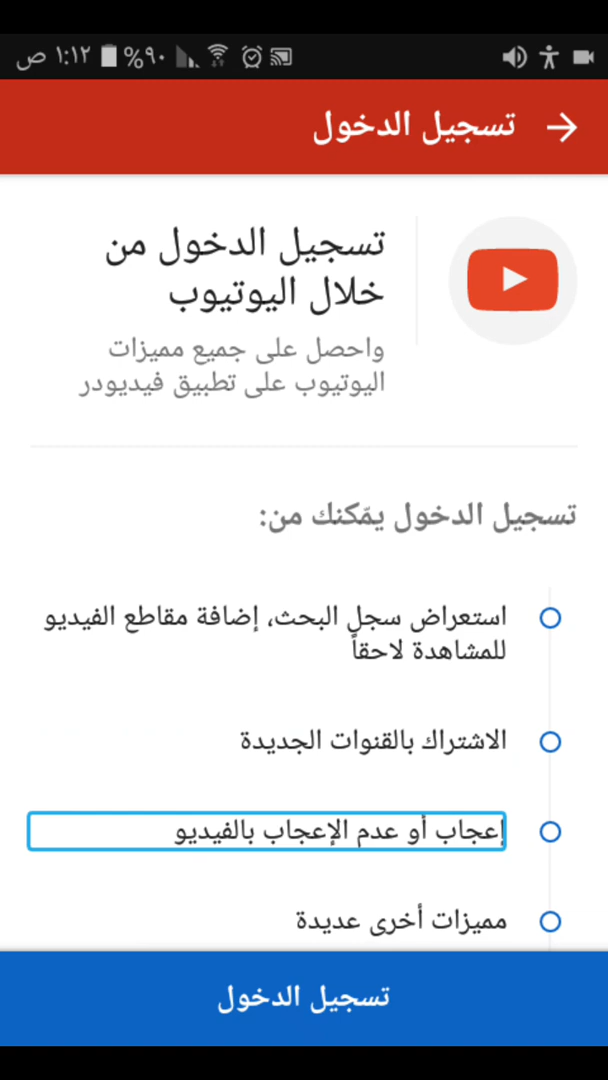 ١:١٢ ص
%٩٠
تسجيل الدخول
تسجيل الدخول من
خلال اليوتيوب
واحصل على جميع مميزات
اليوتيوب على تطبيق فيديودر
تسجيل الدخول يمّكنك من:
استعراض سجل البحث، إضافة مقاطع الفيديو
للمشاهدة لاحقاً
الاشتراك بالقنوات الجديدة
إعجاب أو عدم الإعجاب بالفيديو
مميزات أخرى عديدة
تسجيل الدخول